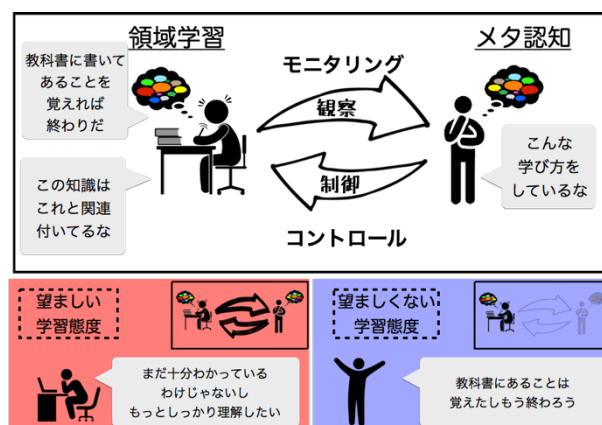 領域学習
メタ認知
教科書に書いて
あることを
覚えれば
終わりだ
モニタリング
観察
こんな
学び方を
しているな
この知識は
これと関連
付いてるな
制御
コントロール
望ましい
学習態度
まだ十分わかっている
わけじゃないし
もっとしっかり理解したい
望ましくない
学習態度
教科書にあることは
覚えたしもう終わろう